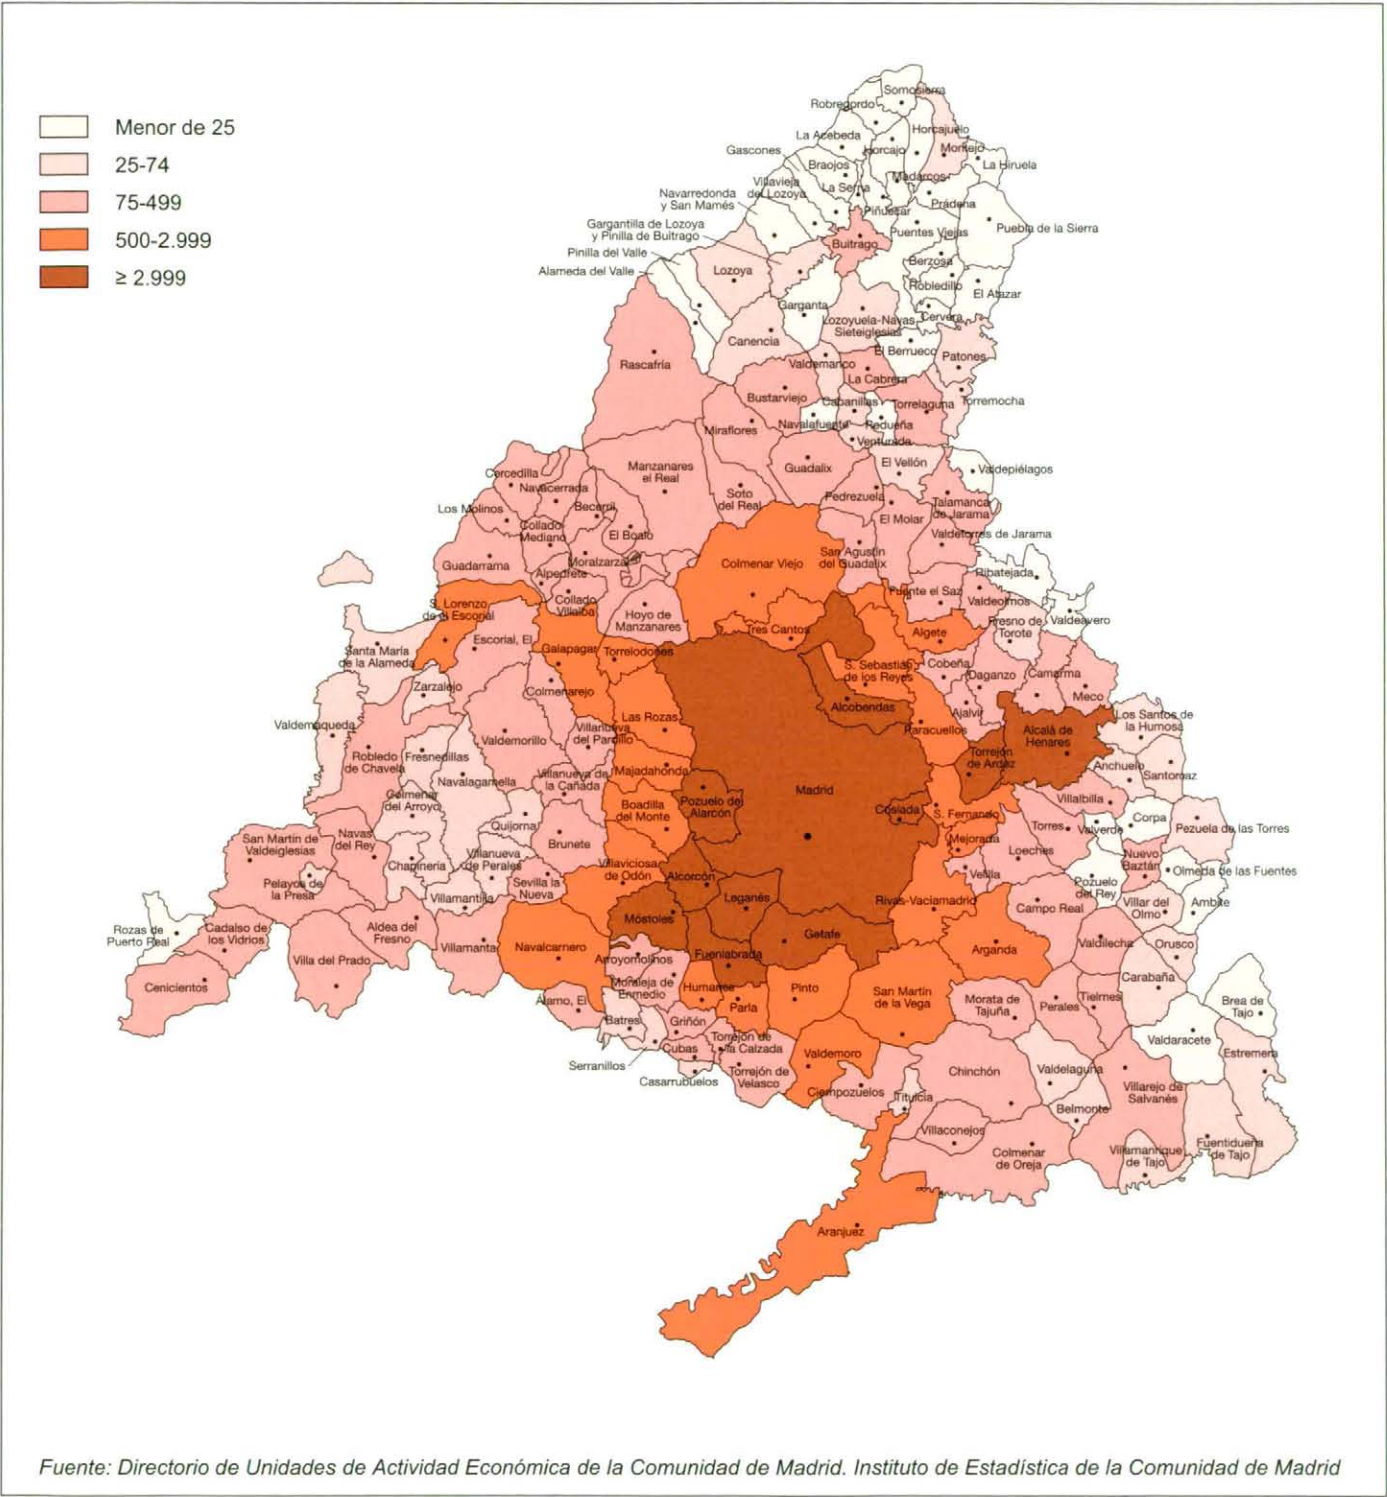 Menor de 25
25-74
75-499
500-2.999
≥ 2.999
Somosierra
Robregordo
La Acebeda
Horcajuelo
Horcajo
Montejo
La Hiruela
Gascones
Braojos
Madarcos
Villavieja
del Lozoya
La Serna
Prádena
Navarredonda
y San Mamés
Piñuecar
Puentes Viejas
Puebla de la Sierra
Gargantilla de Lozoya
y Pinilla de Buitrago
Buitrago
Pinilla del Valle
Berzosa
Alameda del Valle
Lozoya
Robledillo
El Atazar
Garganta
Cervera
Lozoyuela-Navas-
Sieteiglesias
Canencia
El Berrueco
Patones
Rascafría
Valdemanco
La Cabrera
Bustarviejo
Cabanillas
Torrelaguna
Torremocha
Navalafuente
Redueña
Miraflores
Venturada
Manzanares
el Real
Guadalix
El Vellón
Valdepiélagos
Cercedilla
Navacerrada
Soto
del Real
Pedrezuela
Talamanca
de Jarama
Los Molinos
Becerril
El Molar
Collado
Mediano
El Boalo
Valdetorres de Jarama
Guadarrama
Moralzarzal
Colmenar Viejo
San Agustín
del Guadalix
Alpedrete
Ribatejada
Fuente el Saz
Valdeolmos
S. Lorenzo
de el Escorial
Collado
Villalba
Hoyo de
Manzanares
Fresno de
Torote
Valdeavero
Escorial, El
Tres Cantos
Algete
Santa María
de la Alameda
Galapagar
Torrelodones
S. Sebastián
de los Reyes
Cobeña
Daganzo
Camarma
Zarzalejo
Colmenarejo
Meco
Alcobendas
Ajalvir
Valdemaqueda
Las Rozas
Paracuellos
Los Santos de
la Humosa
Valdemorillo
Villanueva
del Pardillo
Alcalá de
Henares
Robledo
de Chavela
Fresnedillas
Torrejón
de Ardoz
Anchuelo
Santorcaz
Navalagamella
Villanueva de
la Cañada
Majadahonda
Madrid
Colmenar
del Arroyo
Boadilla
del Monte
Pozuelo de
Alarcón
Coslada
S. Fernando
Villalbilla
Corpa
Quijorna
Torres
Valverde
Pezuela de las Torres
San Martín de
Valdeiglesias
Navas
del Rey
Brunete
Mejorada
Loeches
Chapinería
Villanueva
de Perales
Villaviciosa
de Odón
Velilla
Nuevo
Baztán
Olmeda de las Fuentes
Pelayos de
la Presa
Sevilla la
Nueva
Alcorcón
Pozuelo
del Rey
Villamantilla
Leganés
Rivas-Vaciamadrid
Campo Real
Villar del
Olmo
Ambite
Rozas de
Puerto Real
Cadalso de
los Vidrios
Aldea del
Fresno
Móstoles
Getafe
Villa del Prado
Villamanta
Navalcarnero
Arroyomolinos
Fuenlabrada
Arganda
Valdilecha
Orusco
Cenicientos
Moraleja de
Enmedio
Humanes
Pinto
San Martín
de la Vega
Carabaña
Álamo, El
Parla
Morata de
Tajuña
Perales
Tielmes
Brea de
Tajo
Batres
Griñón
Torrejón de
la Calzada
Valdaracete
Serranillos
Cubas
Valdemoro
Estremera
Casarrubuelos
Torrejón de
Velasco
Chinchón
Valdelaguna
Ciempozuelos
Villarejo de
Salvanés
Titulcia
Belmonte
Villaconejos
Colmenar
de Oreja
Villamanrique
de Tajo
Fuentidueña
de Tajo
Aranjuez
Fuente: Directorio de Unidades de Actividad Económica de la Comunidad de Madrid. Instituto de Estadística de la Comunidad de Madrid